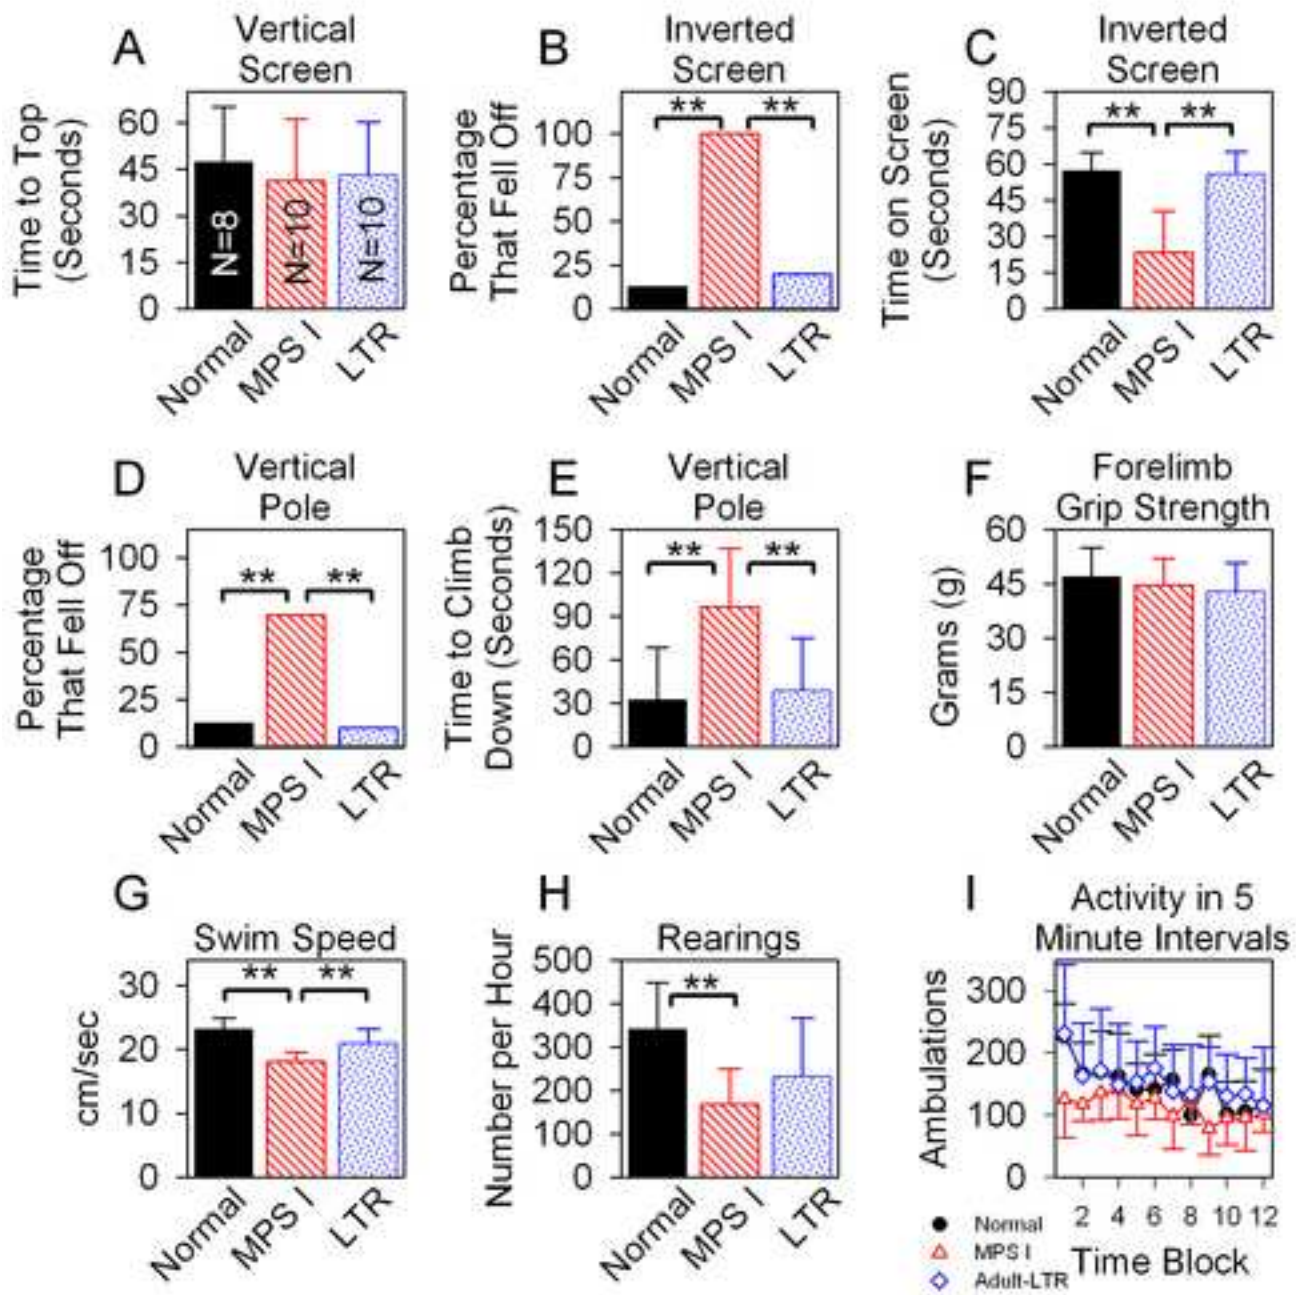 A
Vertical
Screen
Time to Top
(Seconds)
60
45
30
15
0
N=8
N=10
N=10
Normal
MPS I
LTR
B
Inverted
Screen
Percentage
That Fell Off
100
75
50
25
0
**
**
Normal
MPS I
LTR
C
Inverted
Screen
Time on Screen
(Seconds)
90
75
60
45
30
15
0
**
**
Normal
MPS I
LTR
D
Vertical
Pole
Percentage
That Fell Off
100
75
50
25
0
**
**
Normal
MPS I
LTR
E
Vertical
Pole
Time to Climb
Down (Seconds)
150
120
90
60
30
0
**
**
Normal
MPS I
LTR
F
Forelimb
Grip Strength
Grams (g)
60
45
30
15
0
Normal
MPS I
LTR
G
Swim Speed
cm/sec
30
20
10
0
**
**
Normal
MPS I
LTR
H
Rearings
Number per Hour
500
400
300
200
100
0
**
Normal
MPS I
LTR
I
Activity in 5
Minute Intervals
Ambulations
300
200
100
0
2 4 6 8 10 12
Time Block
Normal
MPS I
Adult-LTR